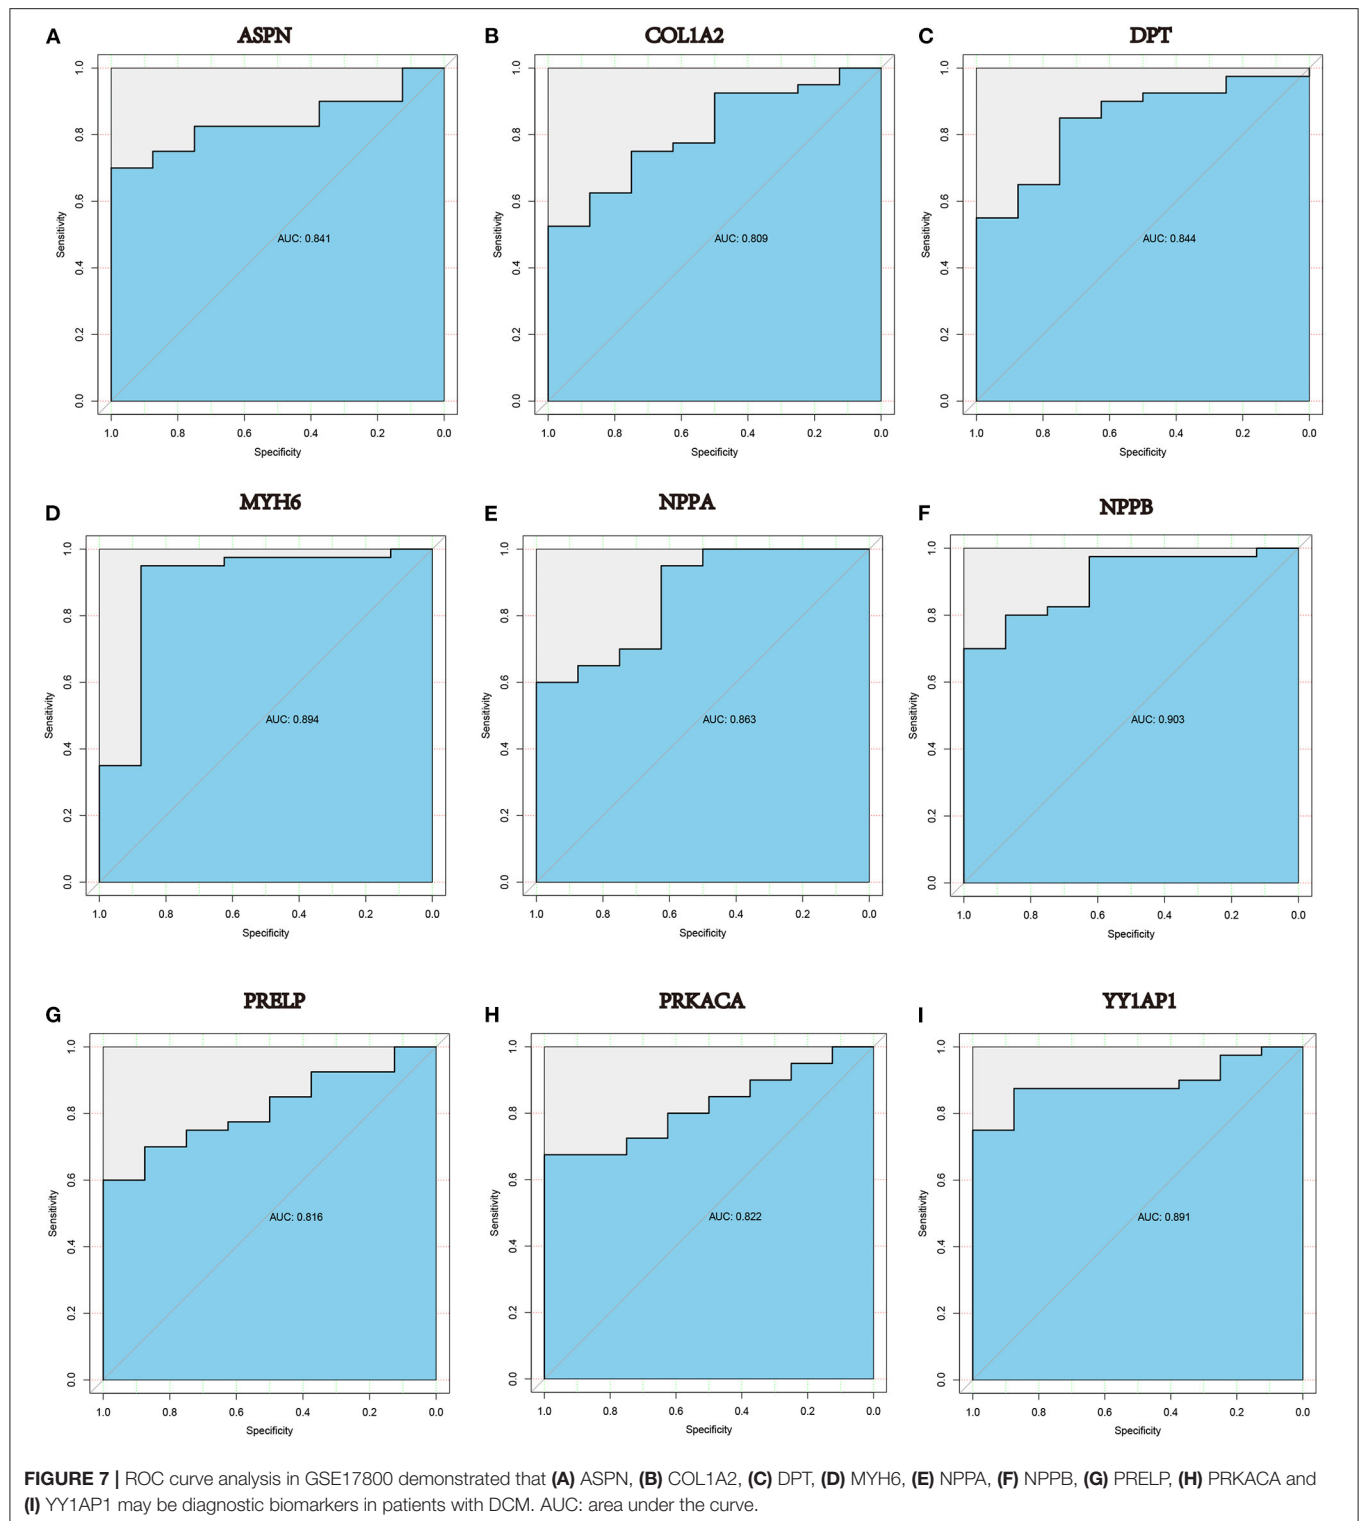 A
ASPN
1.0
0.8
0.6
0.4
0.2
0.0
Sensitivity
AUC: 0.841
1.0 0.8 0.6 0.4 0.2 0.0
Specificity
B
COL1A2
1.0
0.8
0.6
0.4
0.2
0.0
Sensitivity
AUC: 0.809
1.0 0.8 0.6 0.4 0.2 0.0
Specificity
C
DPT
1.0
0.8
0.6
0.4
0.2
0.0
Sensitivity
AUC: 0.844
1.0 0.8 0.6 0.4 0.2 0.0
Specificity
D
MYH6
1.0
0.8
0.6
0.4
0.2
0.0
Sensitivity
AUC: 0.894
1.0 0.8 0.6 0.4 0.2 0.0
Specificity
E
NPPA
1.0
0.8
0.6
0.4
0.2
0.0
Sensitivity
AUC: 0.863
1.0 0.8 0.6 0.4 0.2 0.0
Specificity
F
NPPB
1.0
0.8
0.6
0.4
0.2
0.0
Sensitivity
AUC: 0.903
1.0 0.8 0.6 0.4 0.2 0.0
Specificity
G
PRELP
1.0
0.8
0.6
0.4
0.2
0.0
Sensitivity
AUC: 0.816
1.0 0.8 0.6 0.4 0.2 0.0
Specificity
H
PRKACA
1.0
0.8
0.6
0.4
0.2
0.0
Sensitivity
AUC: 0.822
1.0 0.8 0.6 0.4 0.2 0.0
Specificity
I
YY1AP1
1.0
0.8
0.6
0.4
0.2
0.0
Sensitivity
AUC: 0.891
1.0 0.8 0.6 0.4 0.2 0.0
Specificity
FIGURE 7 | ROC curve analysis in GSE17800 demonstrated that (A) ASPN, (B) COL1A2, (C) DPT, (D) MYH6, (E) NPPA, (F) NPPB, (G) PRELP, (H) PRKACA and
(I) YY1AP1 may be diagnostic biomarkers in patients with DCM. AUC: area under the curve.